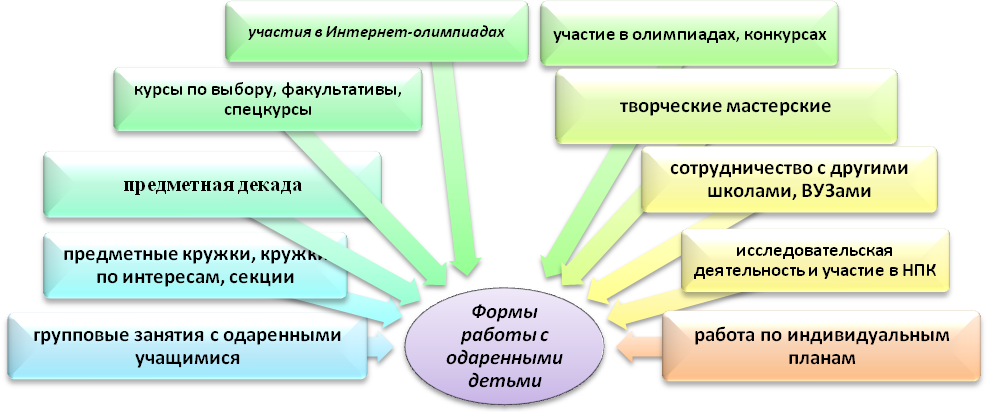 участия в Интернет-олимпиадах
участие в олимпиадах, конкурсах
курсы по выбору, факультативы,
спецкурсы
творческие мастерские
предметная декада
сотрудничество с другими
школами, ВУЗами
предметные кружки, кружки
по интересам, секции
исследовательская
деятельность и участие в НПК
групповые занятия с одаренными
учащимися
работа по индивидуальным
планам
Формы
работы с
одаренными
детьми